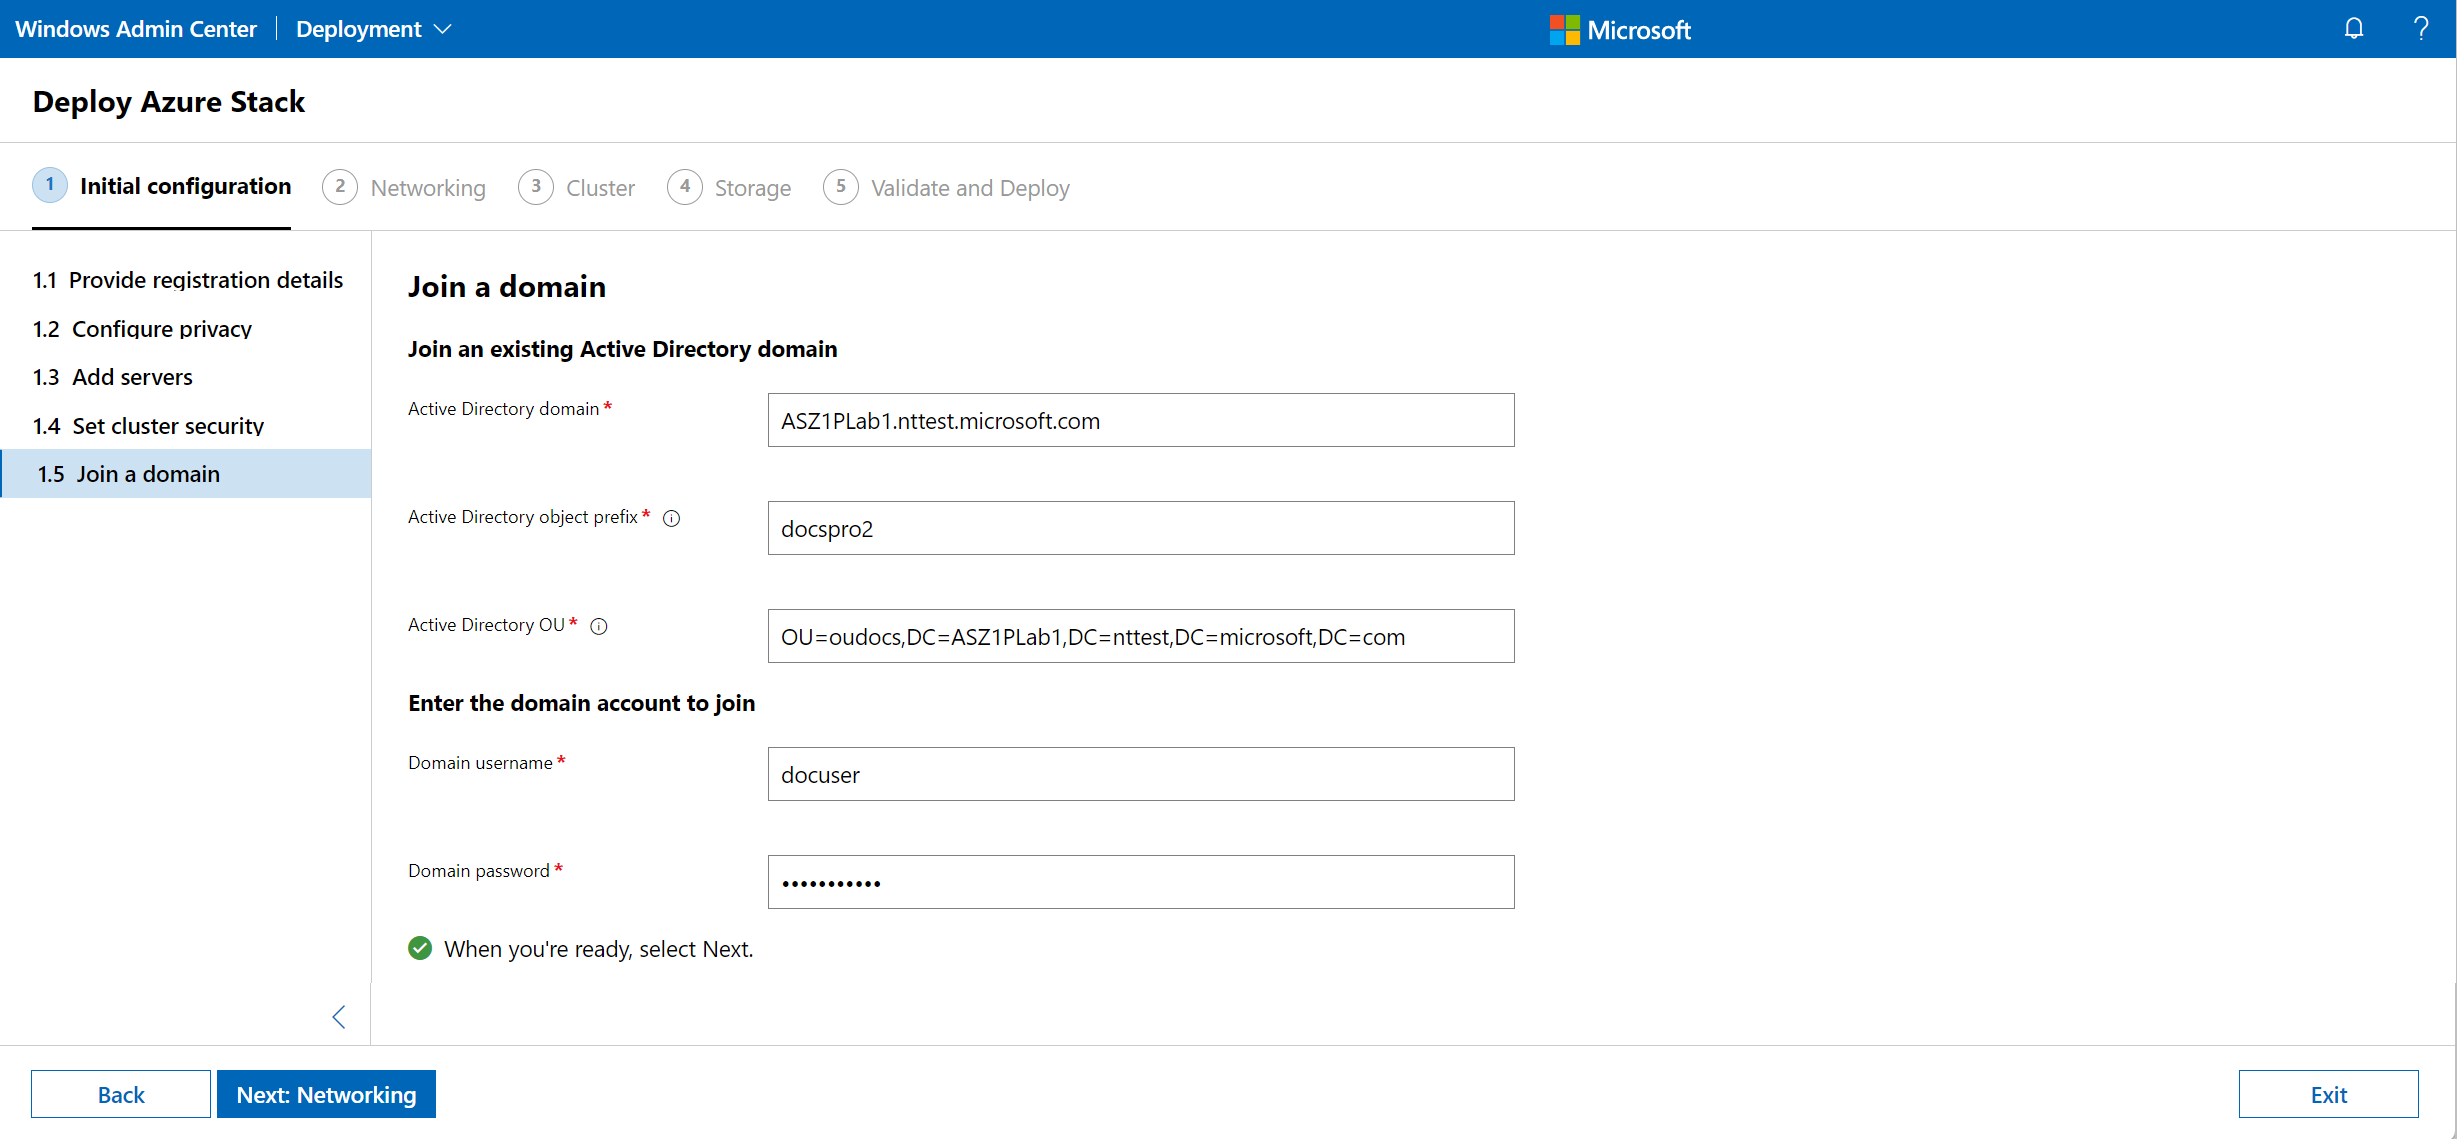 Windows Admin Center | Deployment
Microsoft
?
Deploy Azure Stack
1 Initial configuration 2 Networking 3 Cluster 4 Storage 5 Validate and Deploy
1.1 Provide registration details
1.2 Configure privacy
1.3 Add servers
1.4 Set cluster security
1.5 Join a domain
Join a domain
Join an existing Active Directory domain
Active Directory domain * ASZ1PLab1.nttest.microsoft.com
Active Directory object prefix * docspro2
Active Directory OU * OU=oudocs,DC=ASZ1PLab1,DC=nttest,DC=microsoft,DC=com
Enter the domain account to join
Domain username * docuser
Domain password * •••••••••••
When you're ready, select Next.
Back Next: Networking Exit